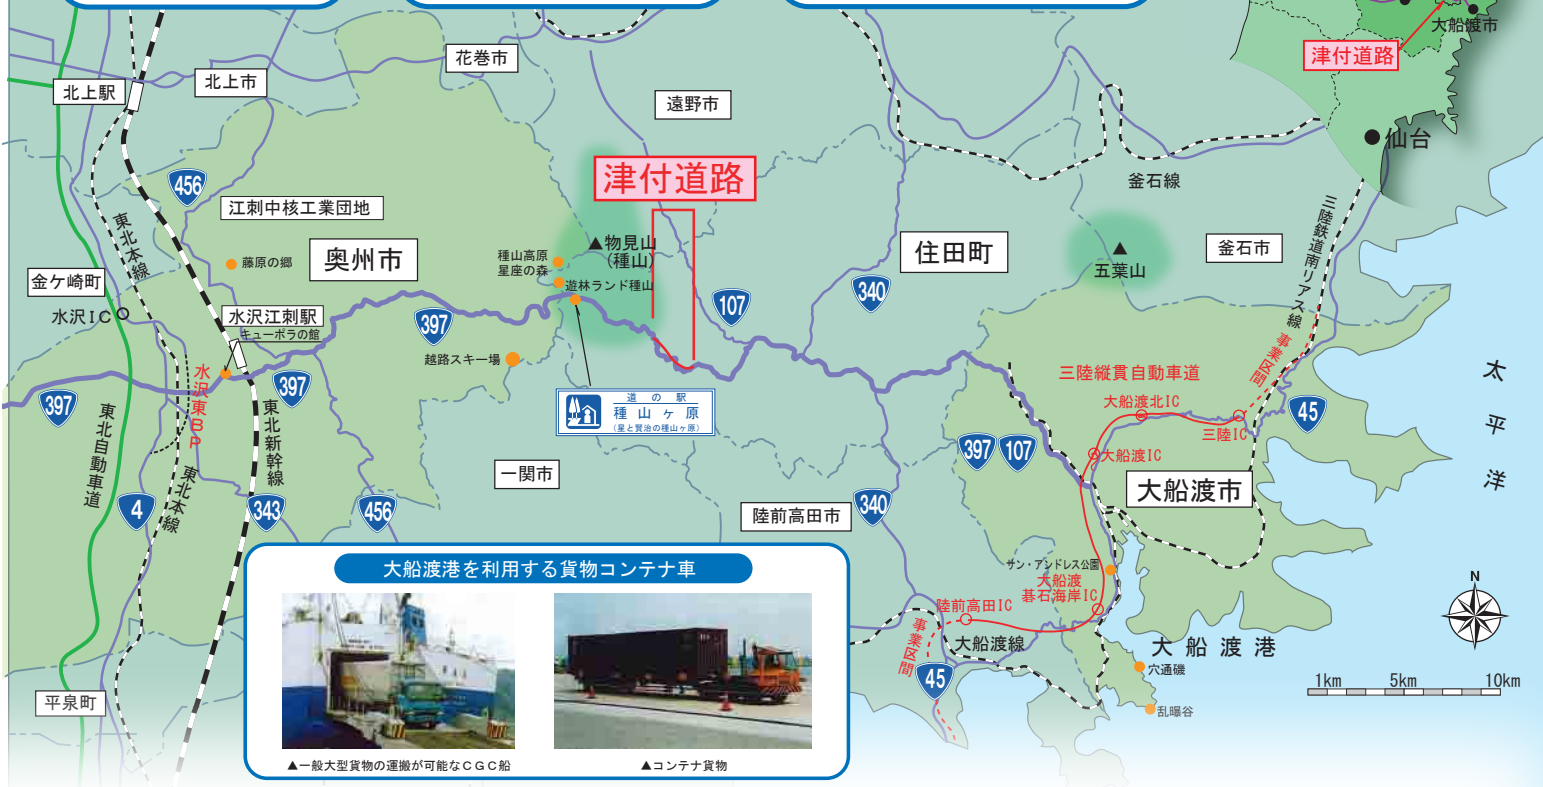 大船渡市
津付道路
仙台
花巻市
北上市
北上駅
遠野市
津付道路
釜石線
456
江刺中核工業団地
東北本線
三陸鉄道南リアス線
奥州市
藤原の郷
物見山
(種山)
種山高原
星座の森
遊林ランド種山
住田町
五葉山
釜石市
金ケ崎町
水沢IC
水沢江刺駅
キューポラの館
397
107
340
越路スキー場
水沢東BP
397
397
道の駅
種山ヶ原
(星と賢治の種山ヶ原)
事業区間
三陸縦貫自動車道
大船渡北IC
三陸IC
45
太平洋
東北自動車道
東北新幹線
東北本線
397
107
大船渡IC
大船渡市
一関市
4
343
456
陸前高田市
340
サン・アンドレス公園
大船渡
碁石海岸IC
陸前高田IC
事業区間
大船渡線
大船渡港
45
穴通磯
乱曝谷
N
1km 5km 10km
平泉町
大船渡港を利用する貨物コンテナ車
▲一般大型貨物の運搬が可能なCGC船
▲コンテナ貨物